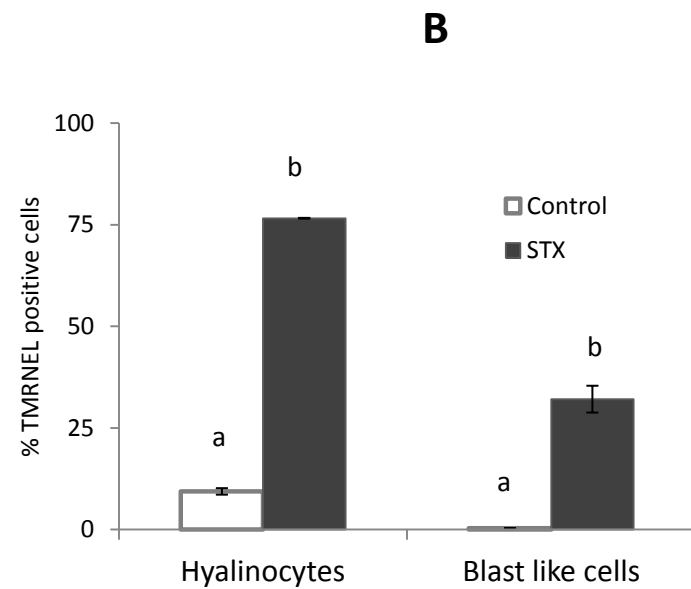 B
% TMRNEL positive cells
100
75
50
25
0
a
b
a
b
Control
STX
Hyalinocytes
Blast like cells